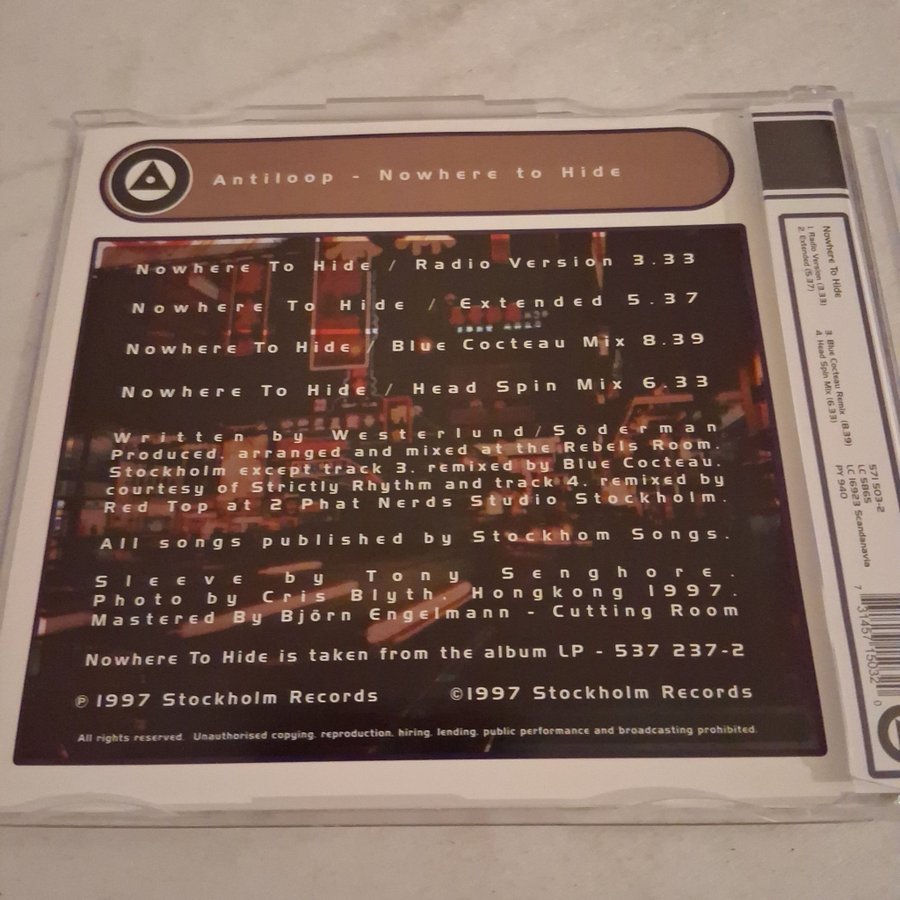 Antiloop - Nowhere to Hide
Nowhere To Hide / Radio Version 3.33
Nowhere To Hide / Extended 5.37
Nowhere To Hide / Blue Cocteau Mix 8.39
Nowhere To Hide / Head Spin Mix 6.33
Written by Westerlund/Söderman
Produced. arranged and mixed at the Rebels Room.
Stockholm except track 3. remixed by Blue Cocteau.
courtesy of Strictly Rhythm and track 4. remixed by
Red Top at 2 Phat Nerds Studio Stockholm.
All songs published by Stockhom Songs.
Sleeve by Tony Senghore.
Photo by Cris Blyth. Hongkong 1997.
Mastered By Björn Engelmann - Cutting Room
Nowhere To Hide is taken from the album LP - 537 237-2
℗ 1997 Stockholm Records ©1997 Stockholm Records
All rights reserved. Unauthorised copying. reproduction. hiring. lending. public performance and broadcasting prohibited.
Nowhere To Hide
1. Radio Version (3.33)
2. Extended (5.37)
3. Blue Cocteau Remix (8.39)
4. Head Spin Mix (6.33)
571 503-2
LC 5865
LC 16923 Scandanavia
PY 940
7 31457 15032 0